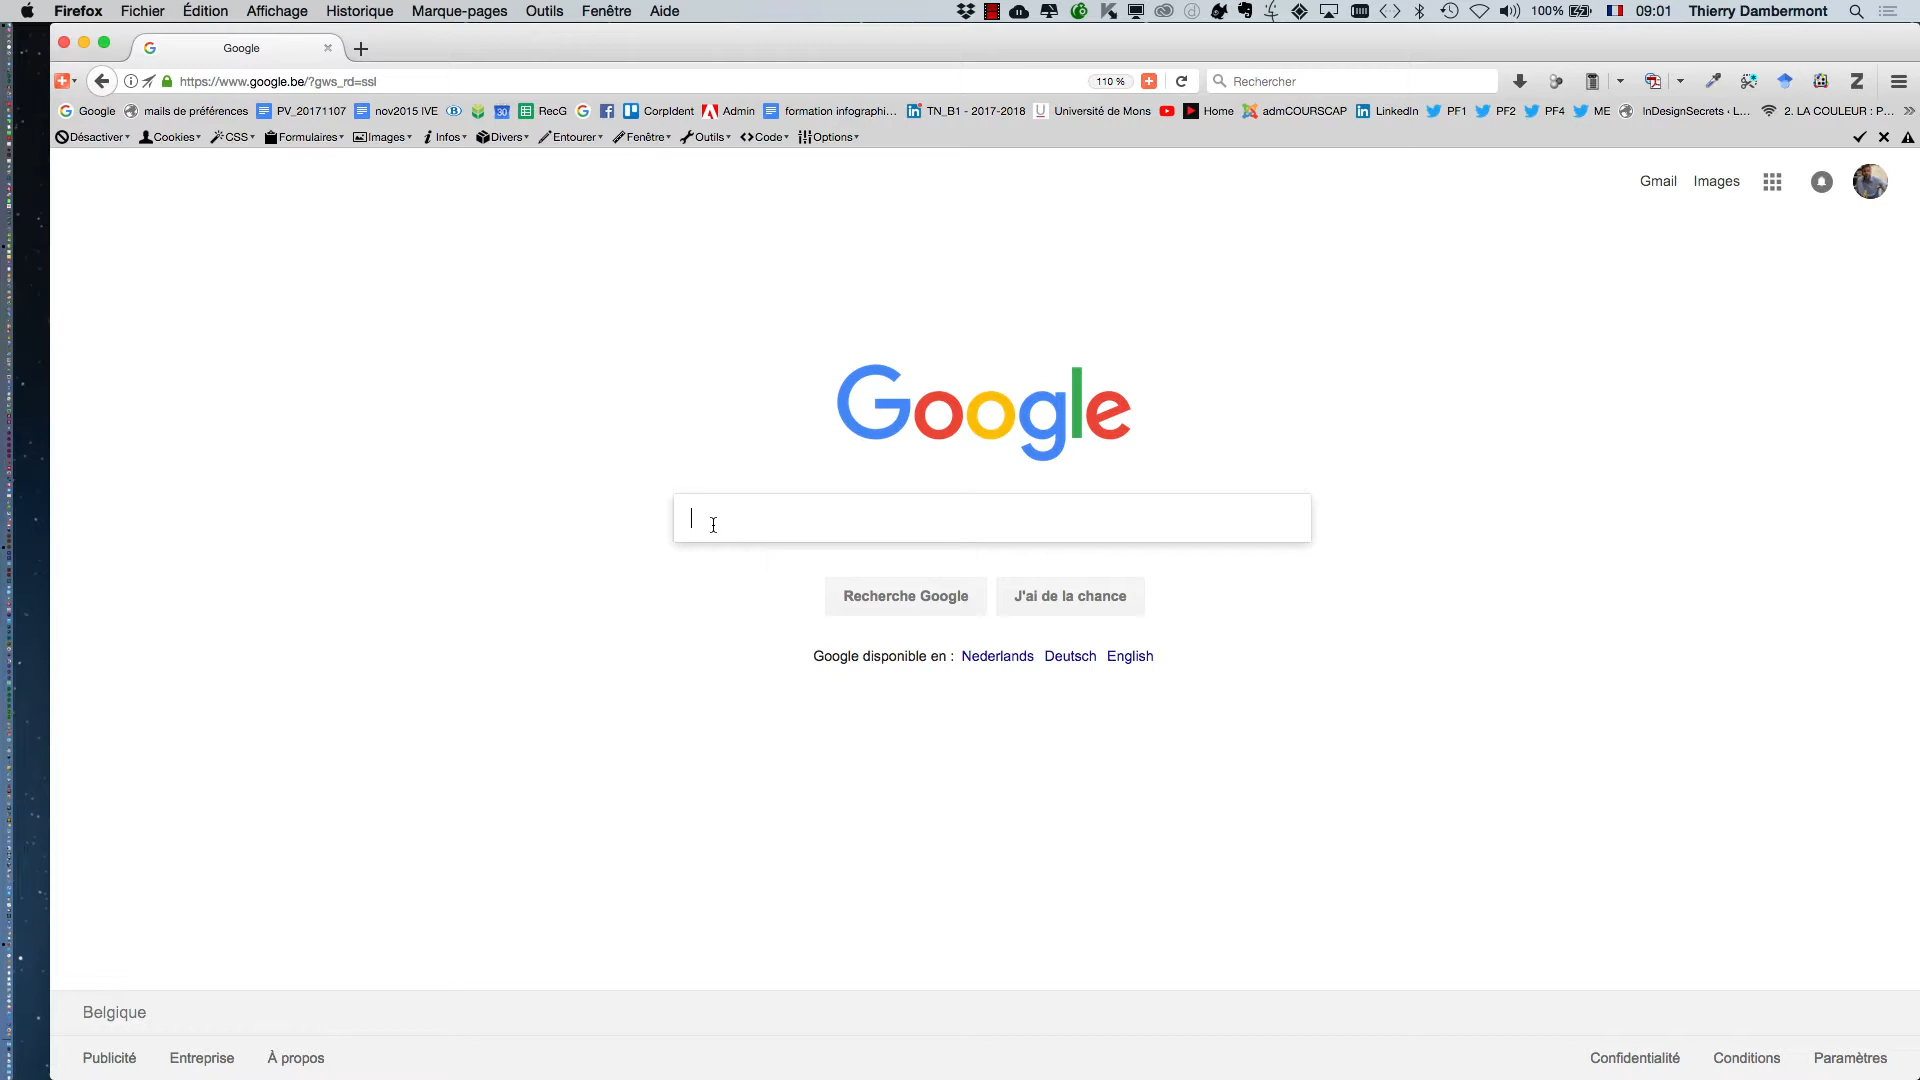 Firefox Fichier Édition Affichage Historique Marque-pages Outils Fenêtre Aide 100% 09:01 Thierry Dambermont
Google
https://www.google.be/?gws_rd=ssl 110 % Rechercher
Google mails de préférences PV_20171107 nov2015 IVE RecG CorpIdent Admin formation infographi... TN_B1 - 2017-2018 Université de Mons Home admCOURSCAP LinkedIn PF1 PF2 PF4 ME InDesignSecrets ‹ L... 2. LA COULEUR : P...
Désactiver Cookies CSS Formulaires Images Infos Divers Entourer Fenêtre Outils Code Options
Gmail Images
Google
Recherche Google J'ai de la chance
Google disponible en : Nederlands Deutsch English
Belgique
Publicité Entreprise À propos Confidentialité Conditions Paramètres